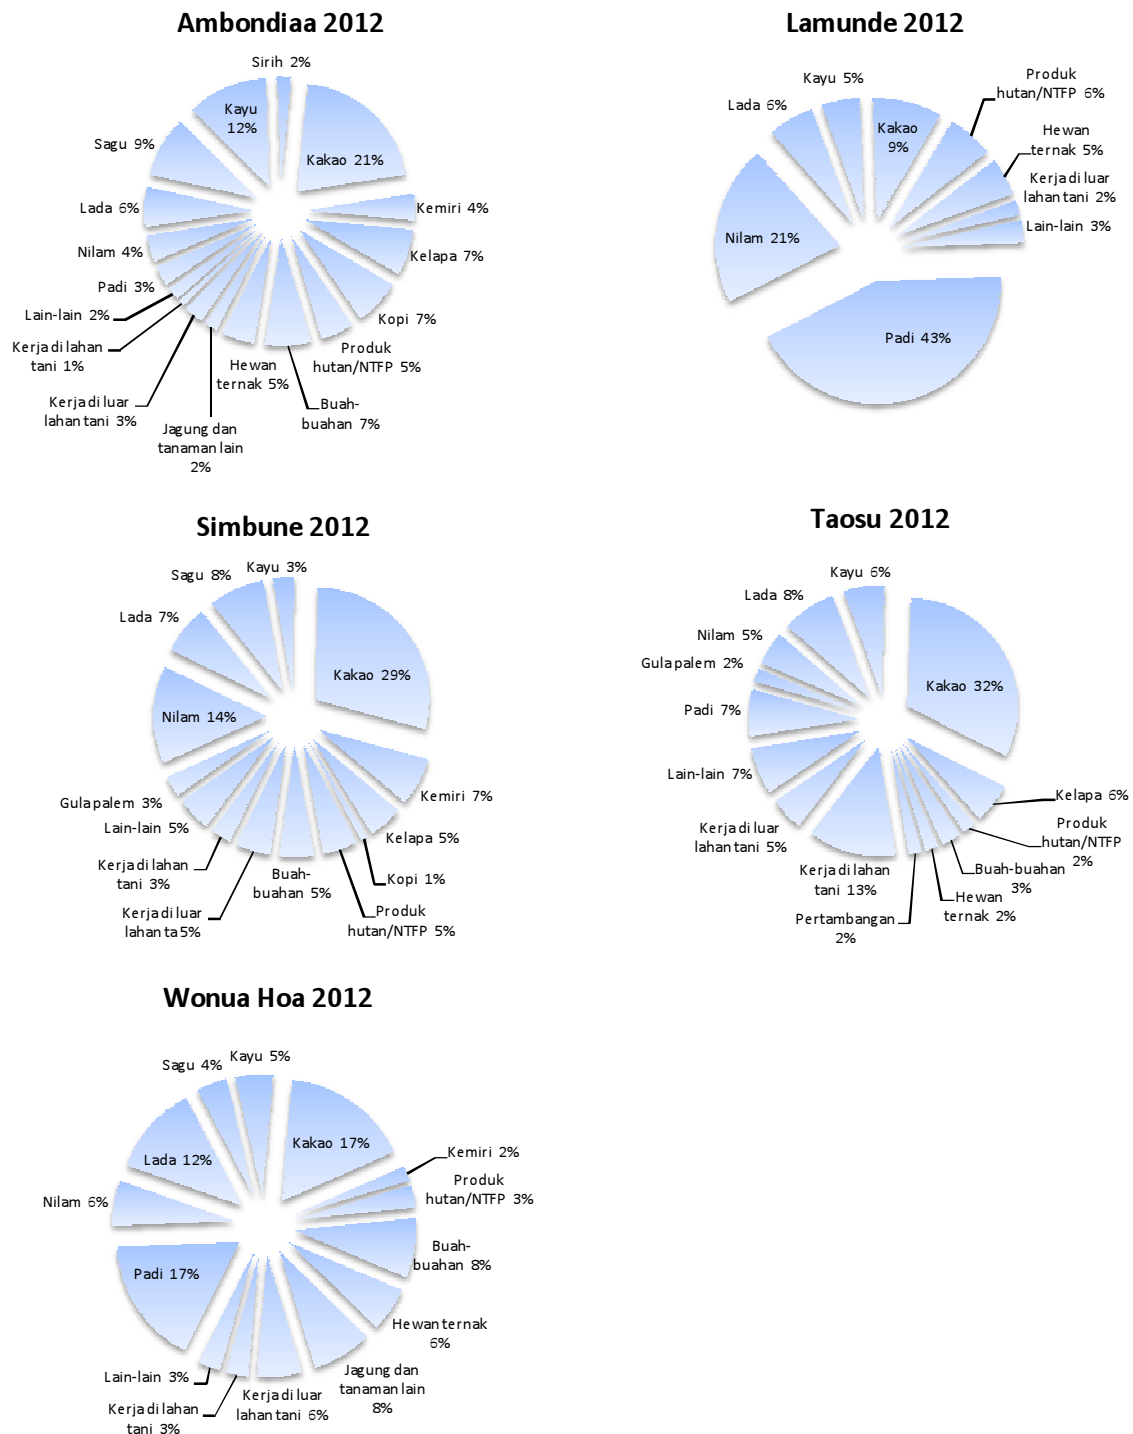 Ambondiaa 2012
Sirih 2%
Kakao 21%
Kemiri 4%
Kelapa 7%
Kopi 7%
Produk
hutan/NTFP 5%
Buah-
buahan 7%
Hewan
ternak 5%
Jagung dan
tanaman lain
2%
Kerja di luar
lahan tani 3%
Kerja di lahan
tani 1%
Lain-lain 2%
Padi 3%
Nilam 4%
Lada 6%
Sagu 9%
Kayu
12%
Lamunde 2012
Kakao
9%
Produk
hutan/NTFP 6%
Hewan
ternak 5%
Kerja di luar
lahan tani 2%
Lain-lain 3%
Padi 43%
Nilam 21%
Lada 6%
Kayu 5%
Simbune 2012
Kakao 29%
Kemiri 7%
Kelapa 5%
Kopi 1%
Produk
hutan/NTFP 5%
Buah-
buahan 5%
Kerja di luar
lahan ta5%
Kerja di lahan
tani 3%
Lain-lain 5%
Gula palem 3%
Nilam 14%
Lada 7%
Sagu 8%
Kayu 3%
Taosu 2012
Kakao 32%
Kelapa 6%
Produk
hutan/NTFP
2%
Buah-buahan
3%
Hewan
ternak 2%
Pertambangan
2%
Kerja di lahan
tani 13%
Kerja di luar
lahan tani 5%
Lain-lain 7%
Padi 7%
Gula palem 2%
Nilam 5%
Lada 8%
Kayu 6%
Wonua Hoa 2012
Kakao 17%
Kemiri 2%
Produk
hutan/NTFP 3%
Buah-
buahan 8%
Hewan ternak
6%
Jagung dan
tanaman lain
8%
Kerja di luar
lahan tani 6%
Kerja di lahan
tani 3%
Lain-lain 3%
Padi 17%
Nilam 6%
Lada 12%
Sagu 4%
Kayu 5%